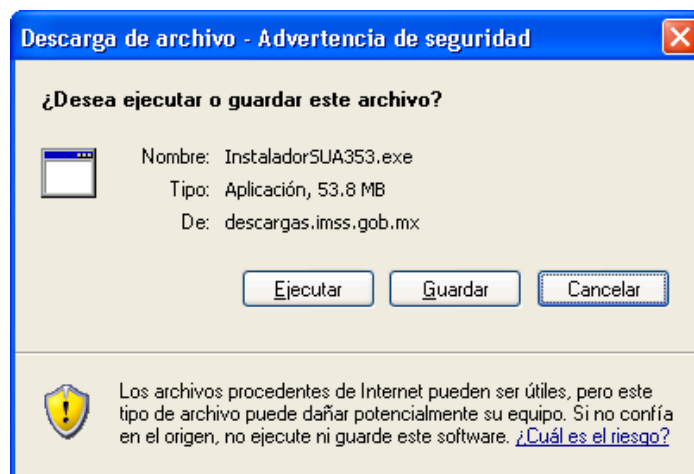 Descarga de archivo - Advertencia de seguridad
¿Desea ejecutar o guardar este archivo?
Nombre: InstaladorSUA353.exe
Tipo: Aplicación, 53.8 MB
De: descargas.imss.gob.mx
Ejecutar Guardar Cancelar
Los archivos procedentes de Internet pueden ser útiles, pero este
tipo de archivo puede dañar potencialmente su equipo. Si no confía
en el origen, no ejecute ni guarde este software. ¿Cuál es el riesgo?